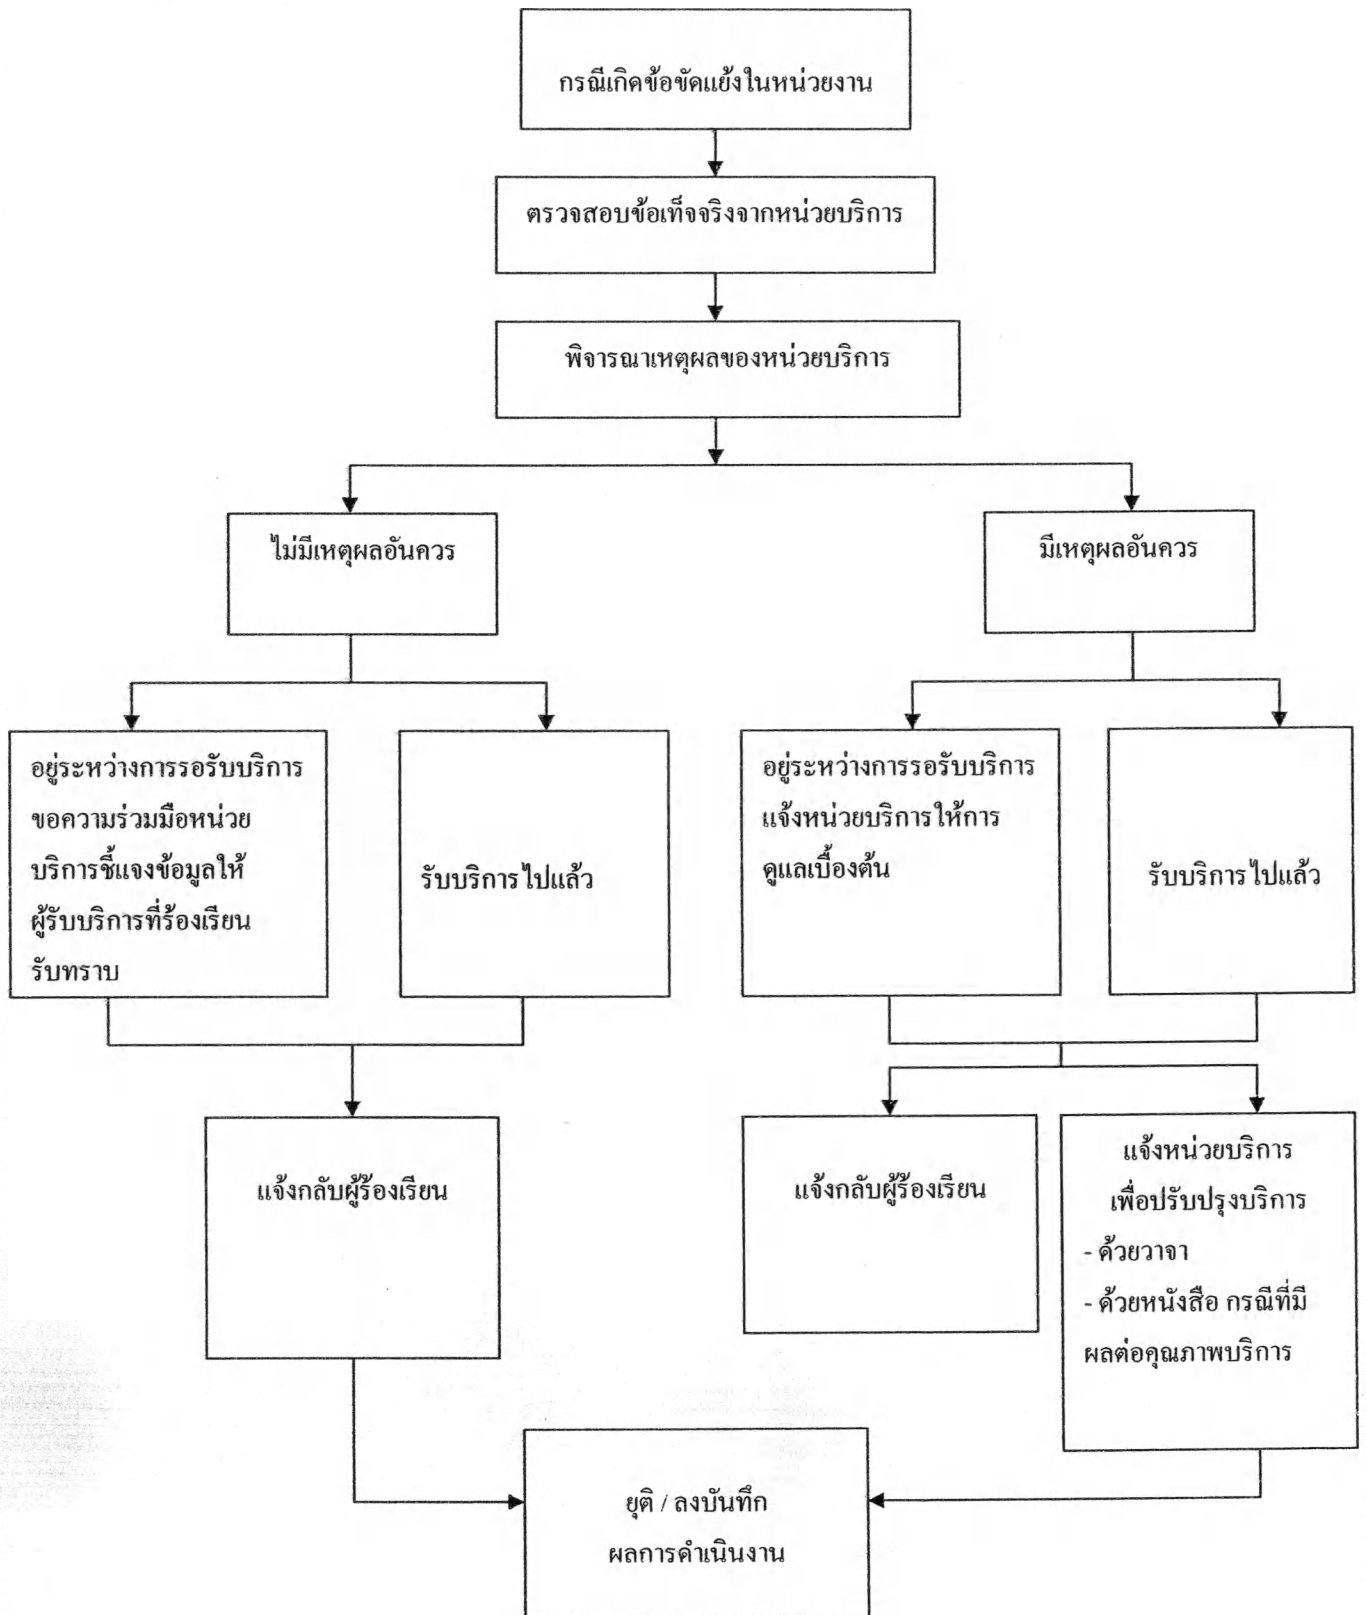 กรณีเกิดข้อขัดแย้งในหน่วยงาน
ตรวจสอบข้อเท็จจริงจากหน่วยบริการ
พิจารณาเหตุผลของหน่วยบริการ
ไม่มีเหตุผลอันควร
มีเหตุผลอันควร
อยู่ระหว่างการรอรับบริการ
ขอความร่วมมือหน่วย
บริการชี้แจงข้อมูลให้
ผู้รับบริการที่ร้องเรียน
รับทราบ
รับบริการไปแล้ว
อยู่ระหว่างการรอรับบริการ
แจ้งหน่วยบริการให้การ
ดูแลเบื้องต้น
รับบริการไปแล้ว
แจ้งกลับผู้ร้องเรียน
แจ้งกลับผู้ร้องเรียน
แจ้งหน่วยบริการ
เพื่อปรับปรุงบริการ
- ด้วยวาจา
- ด้วยหนังสือ กรณีที่มี
ผลต่อคุณภาพบริการ
ยุติ / ลงบันทึก
ผลการดำเนินงาน